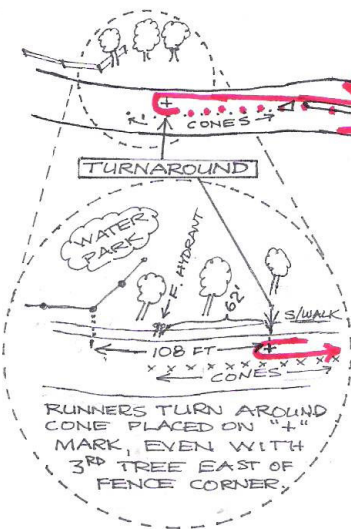 CONES
TURNAROUND
WATER
PARK
F. HYDRANT
62'
S/WALK
108 FT
CONES
RUNNERS TURN AROUND
CONE PLACED ON "+"
MARK, EVEN WITH
3RD TREE EAST OF
FENCE CORNER.